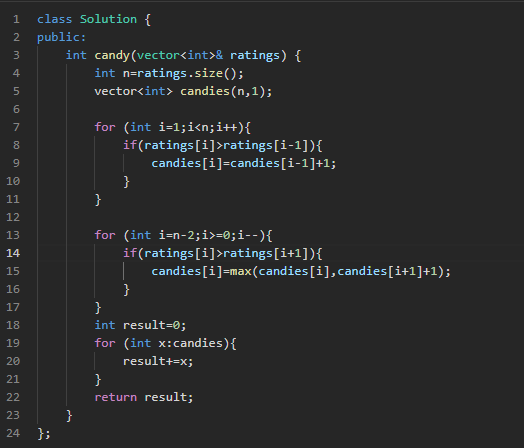 1 class Solution {
2 public:
3     int candy(vector<int>& ratings) {
4         int n=ratings.size();
5         vector<int> candies(n,1);
6
7         for (int i=1;i<n;i++){
8             if(ratings[i]>ratings[i-1]){
9                 candies[i]=candies[i-1]+1;
10             }
11         }
12
13         for (int i=n-2;i>=0;i--){
14             if(ratings[i]>ratings[i+1]){
15                 candies[i]=max(candies[i],candies[i+1]+1);
16             }
17         }
18         int result=0;
19         for (int x:candies){
20             result+=x;
21         }
22         return result;
23     }
24 };